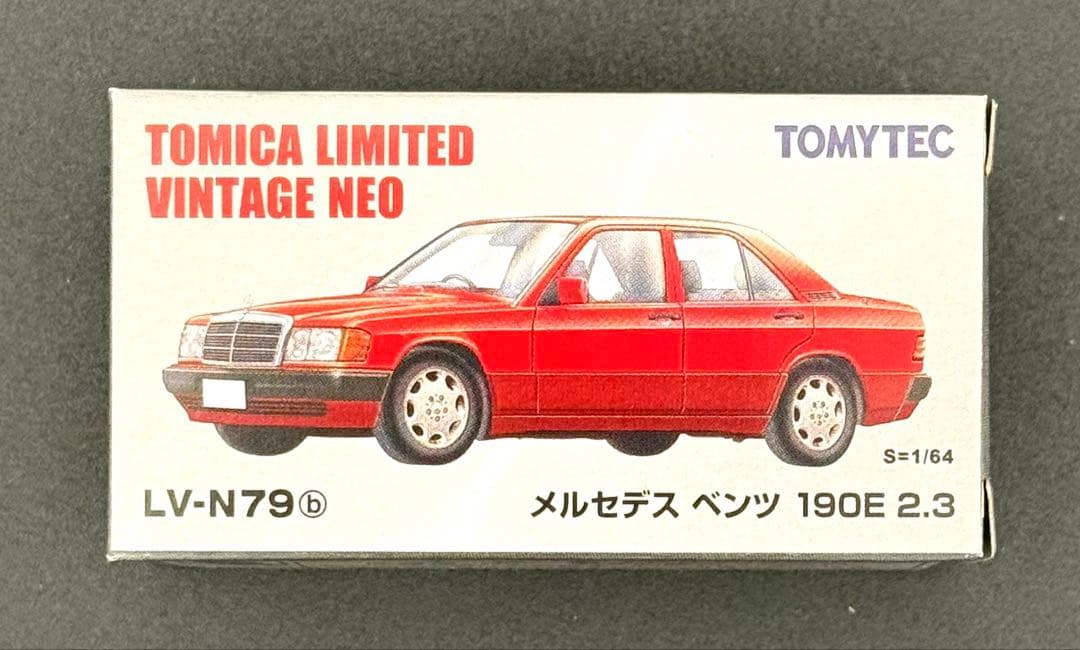 TOMICA LIMITED
VINTAGE NEO
TOMYTEC
S=1/64
LV-N79ⓑ
メルセデス ベンツ 190E 2.3